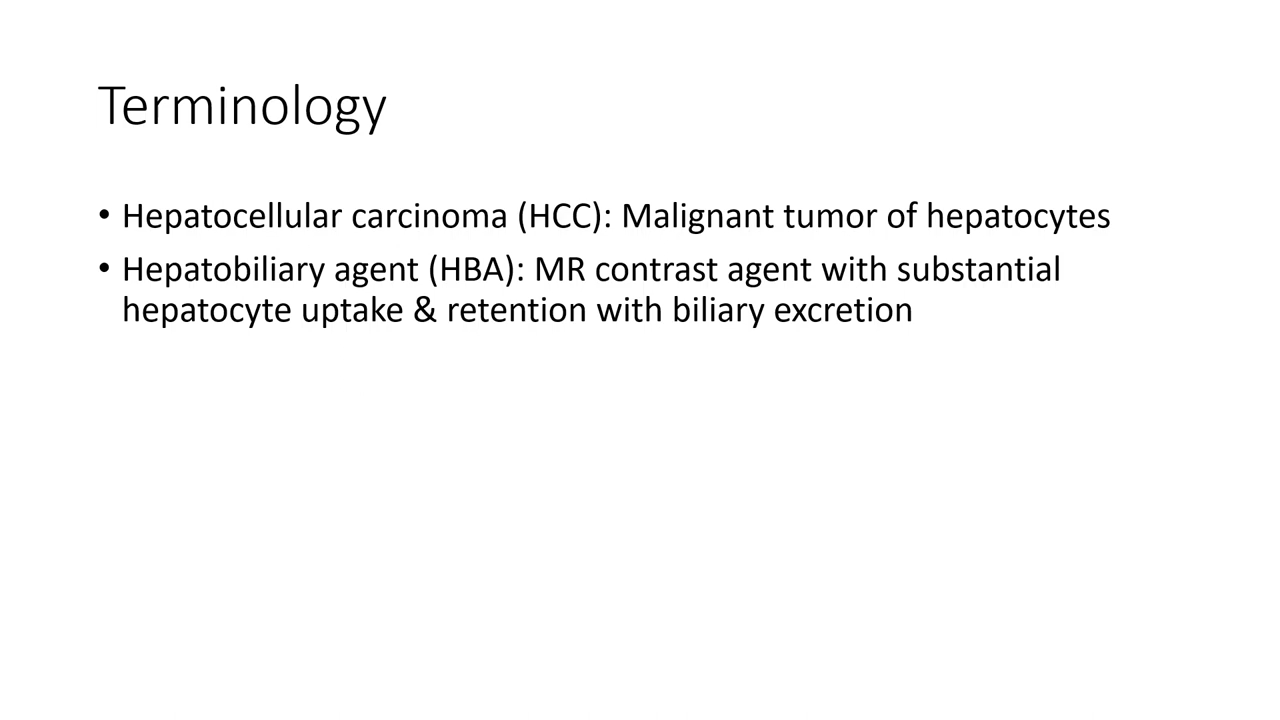 Terminology
• Hepatocellular carcinoma (HCC): Malignant tumor of hepatocytes
• Hepatobiliary agent (HBA): MR contrast agent with substantial
hepatocyte uptake & retention with biliary excretion